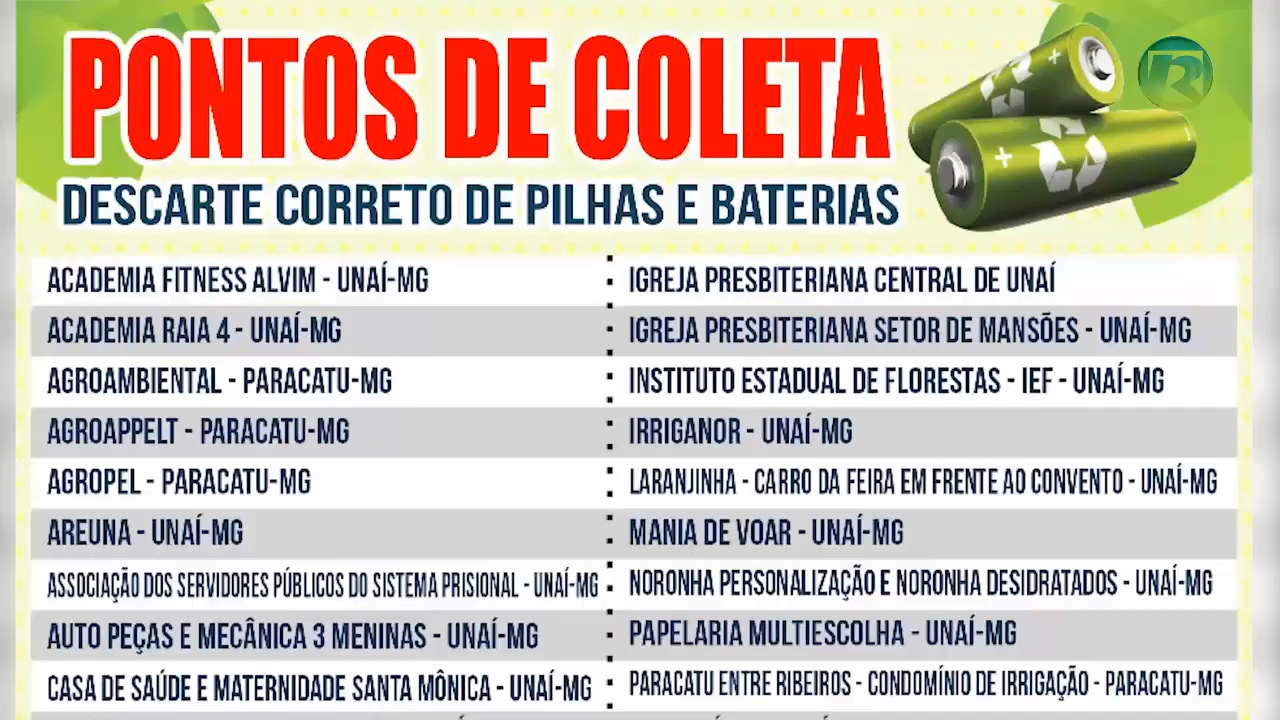 PONTOS DE COLETA
DESCARTE CORRETO DE PILHAS E BATERIAS
ACADEMIA FITNESS ALVIM - UNAÍ-MG
ACADEMIA RAIA 4 - UNAÍ-MG
AGROAMBIENTAL - PARACATU-MG
AGROAPPELT - PARACATU-MG
AGROPEL - PARACATU-MG
AREUNA - UNAÍ-MG
ASSOCIAÇÃO DOS SERVIDORES PÚBLICOS DO SISTEMA PRISIONAL - UNAÍ-MG
AUTO PEÇAS E MECÂNICA 3 MENINAS - UNAÍ-MG
CASA DE SAÚDE E MATERNIDADE SANTA MÔNICA - UNAÍ-MG
IGREJA PRESBITERIANA CENTRAL DE UNAÍ
IGREJA PRESBITERIANA SETOR DE MANSÕES - UNAÍ-MG
INSTITUTO ESTADUAL DE FLORESTAS - IEF - UNAÍ-MG
IRRIGANOR - UNAÍ-MG
LARANJINHA - CARRO DA FEIRA EM FRENTE AO CONVENTO - UNAÍ-MG
MANIA DE VOAR - UNAÍ-MG
NORONHA PERSONALIZAÇÃO E NORONHA DESIDRATADOS - UNAÍ-MG
PAPELARIA MULTIESCOLHA - UNAÍ-MG
PARACATU ENTRE RIBEIROS - CONDOMÍNIO DE IRRIGAÇÃO - PARACATU-MG